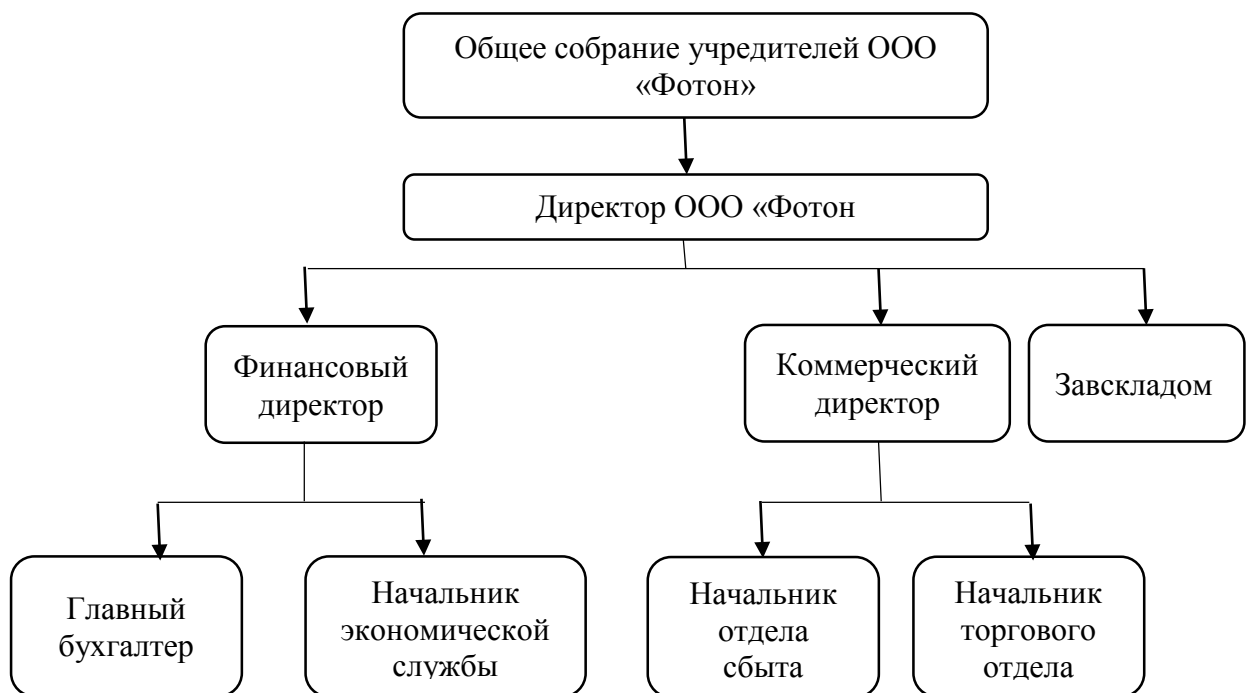 Общее собрание учредителей ООО
«Фотон»
Директор ООО «Фотон
Финансовый
директор
Коммерческий
директор
Завскладом
Главный
бухгалтер
Начальник
экономической
службы
Начальник
отдела
сбыта
Начальник
торгового
отдела